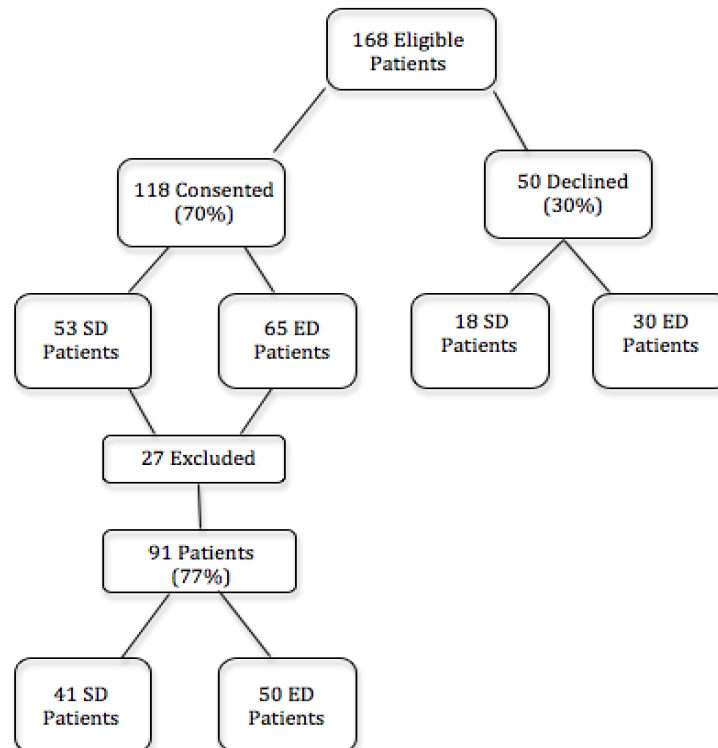 168 Eligible
Patients
118 Consented
(70%)
50 Declined
(30%)
53 SD
Patients
65 ED
Patients
18 SD
Patients
30 ED
Patients
27 Excluded
91 Patients
(77%)
41 SD
Patients
50 ED
Patients